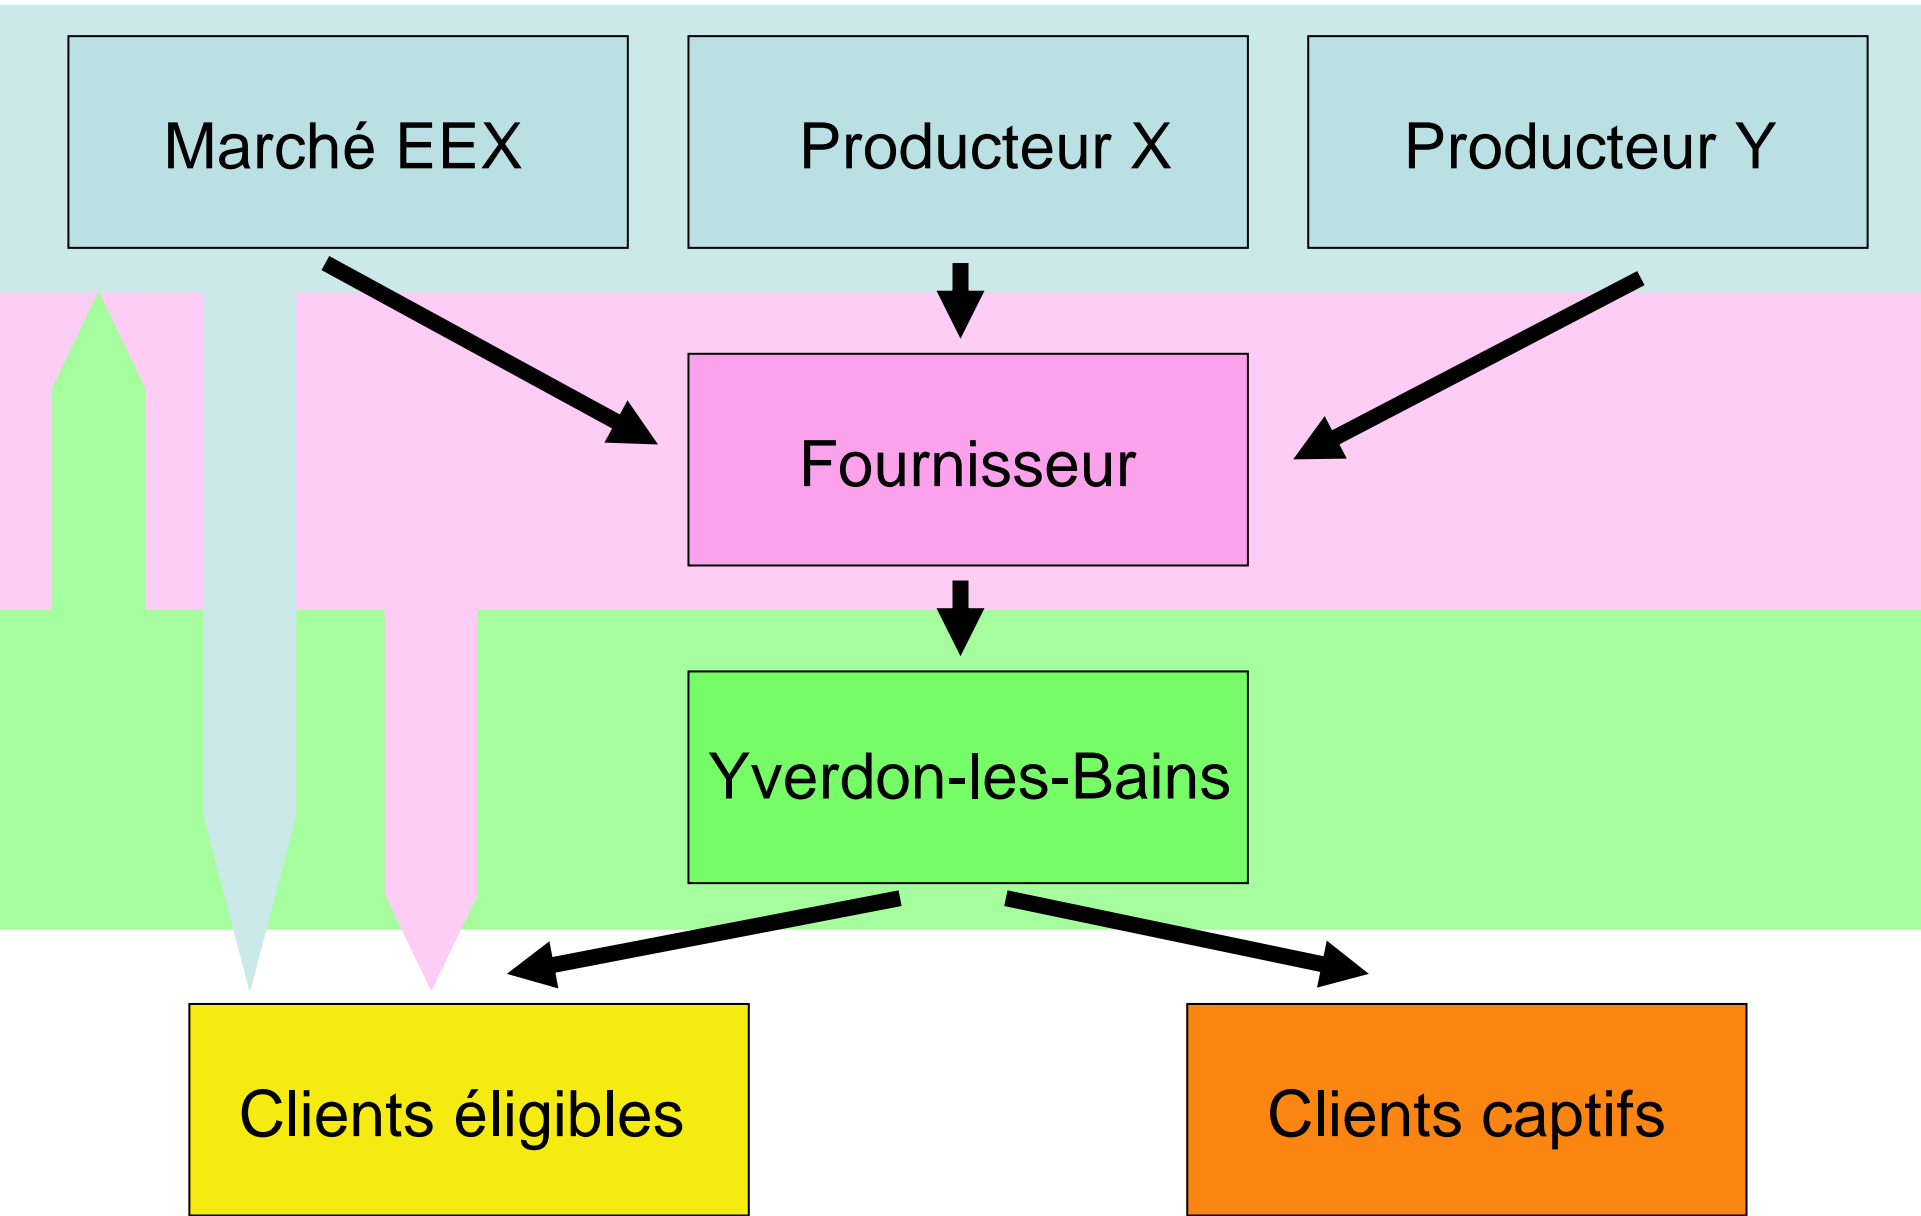 Marché EEX
Producteur X
Producteur Y
Fournisseur
Yverdon-les-Bains
Clients éligibles
Clients captifs